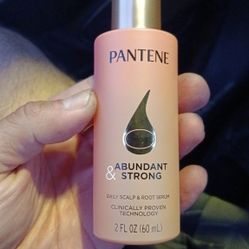 PANTENE
ABUNDANT
& STRONG
DAILY SCALP & ROOT SERUM
CLINICALLY PROVEN
TECHNOLOGY
2 FL OZ (60 mL)